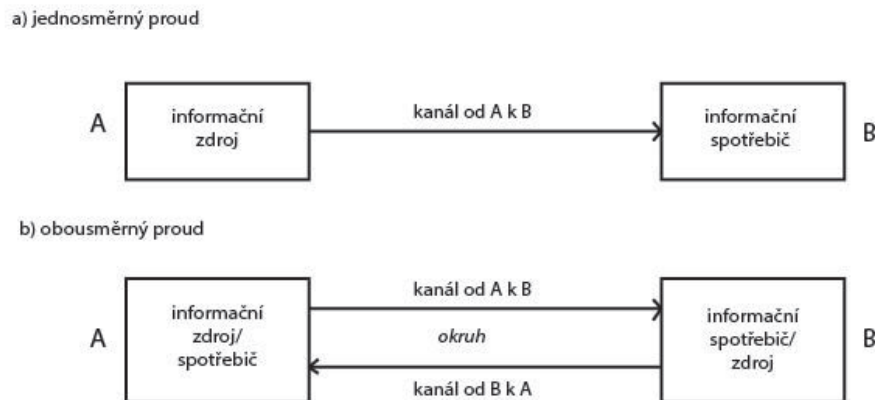 a) jednosměrný proud
A
informační
zdroj
kanál od A k B
informační
spotřebič
B
b) obousměrný proud
A
informační
zdroj/
spotřebič
kanál od A k B
okruh
kanál od B k A
informační
spotřebič/
zdroj
B